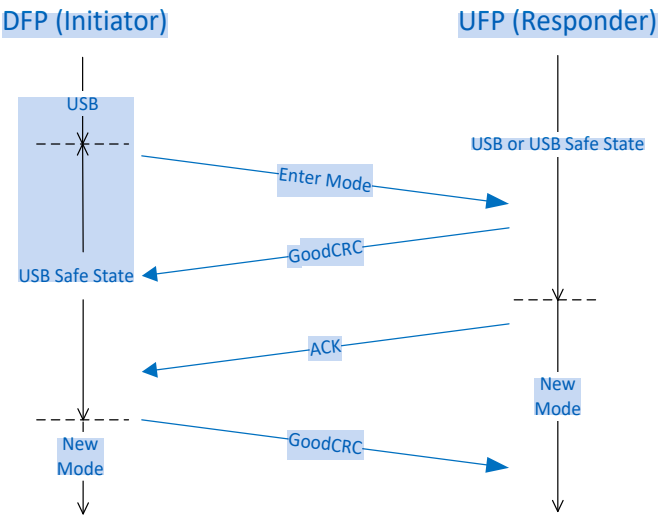 DFP (Initiator)
UFP (Responder)
USB
USB or USB Safe State
Enter Mode
GoodCRC
USB Safe State
ACK
New
Mode
GoodCRC
New
Mode